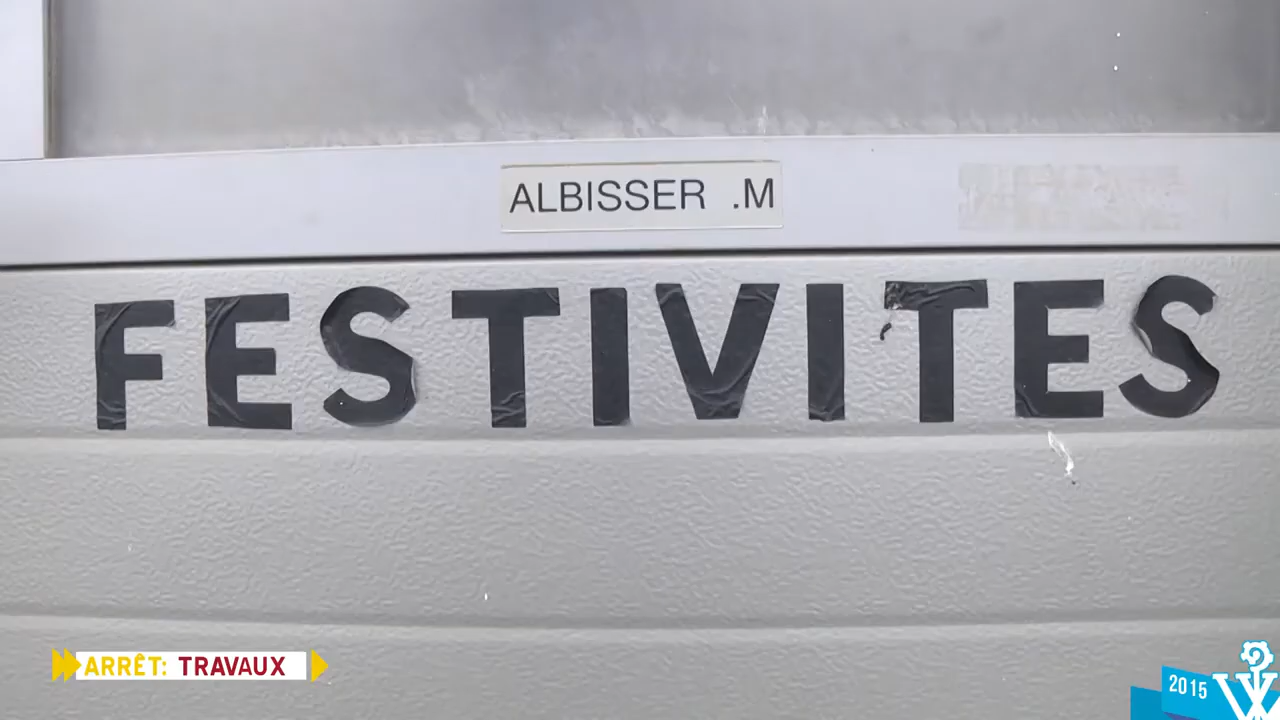 ALBISSER .M
FESTIVITES
ARRÊT: TRAVAUX
2015
W